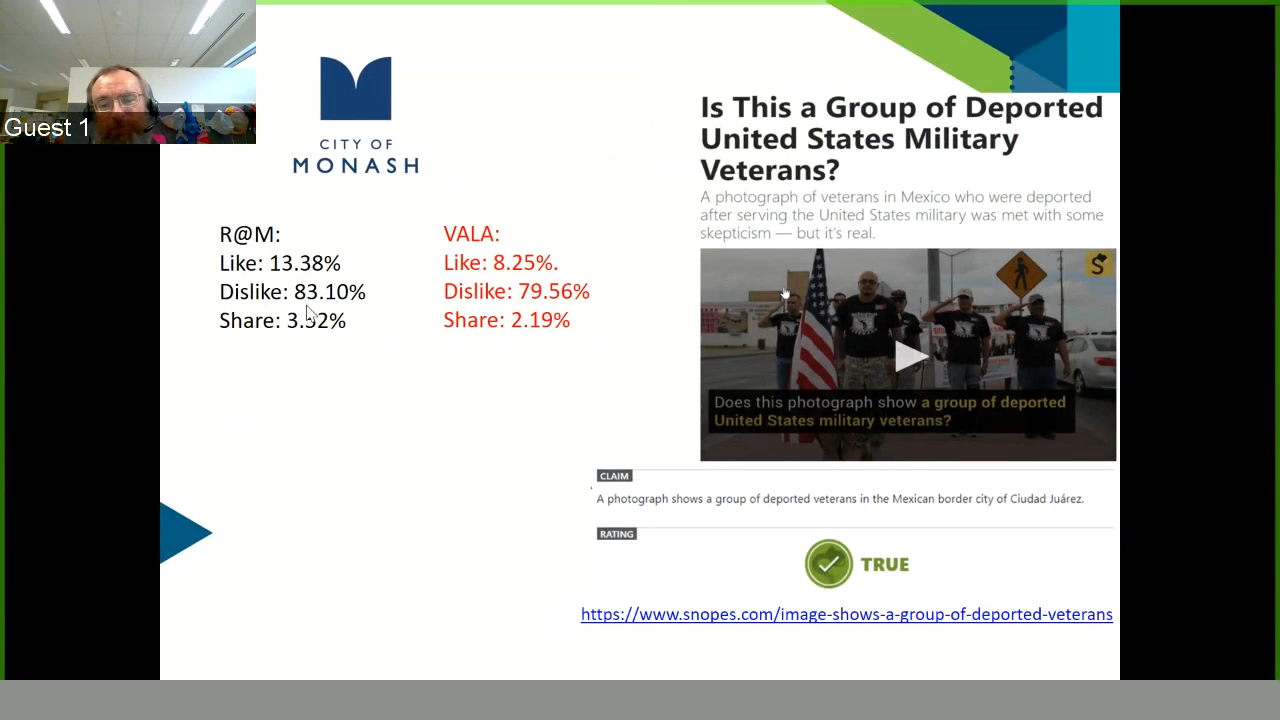 Guest 1
CITY OF
MONASH
R@M:
Like: 13.38%
Dislike: 83.10%
Share: 3.52%
VALA:
Like: 8.25%.
Dislike: 79.56%
Share: 2.19%
Is This a Group of Deported
United States Military
Veterans?
A photograph of veterans in Mexico who were deported
after serving the United States military was met with some
skepticism — but it's real.
S
Does this photograph show a group of deported
United States military veterans?
CLAIM
A photograph shows a group of deported veterans in the Mexican border city of Ciudad Juárez.
RATING
TRUE
https://www.snopes.com/image-shows-a-group-of-deported-veterans